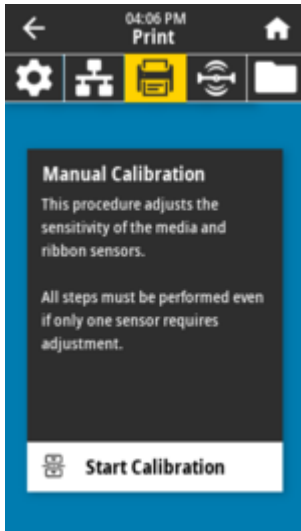 04:06 PM
Print
Manual Calibration
This procedure adjusts the
sensitivity of the media and
ribbon sensors.
All steps must be performed even
if only one sensor requires
adjustment.
Start Calibration